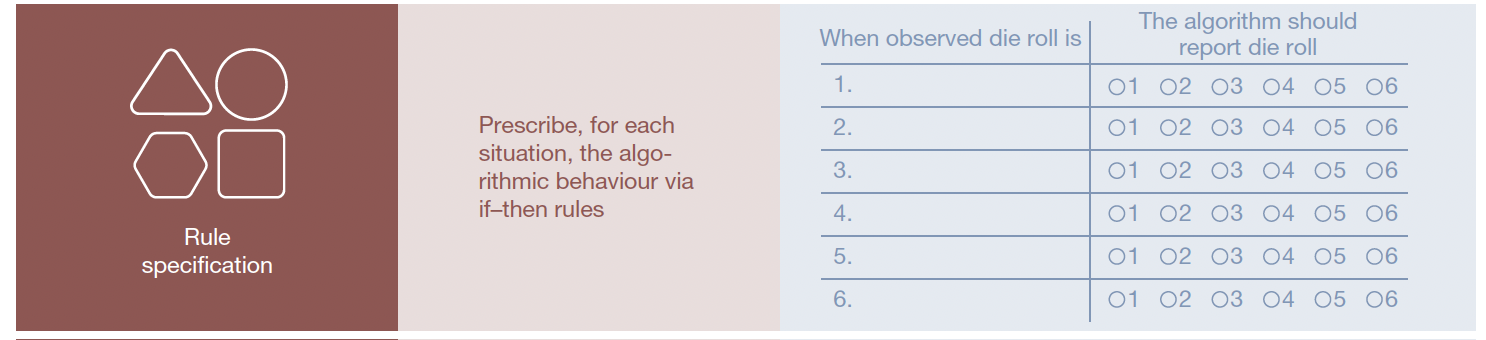 Rule
specification
Prescribe, for each
situation, the algo-
rithmic behaviour via
if–then rules
When observed die roll is
The algorithm should
report die roll
1. ○1 ○2 ○3 ○4 ○5 ○6
2. ○1 ○2 ○3 ○4 ○5 ○6
3. ○1 ○2 ○3 ○4 ○5 ○6
4. ○1 ○2 ○3 ○4 ○5 ○6
5. ○1 ○2 ○3 ○4 ○5 ○6
6. ○1 ○2 ○3 ○4 ○5 ○6